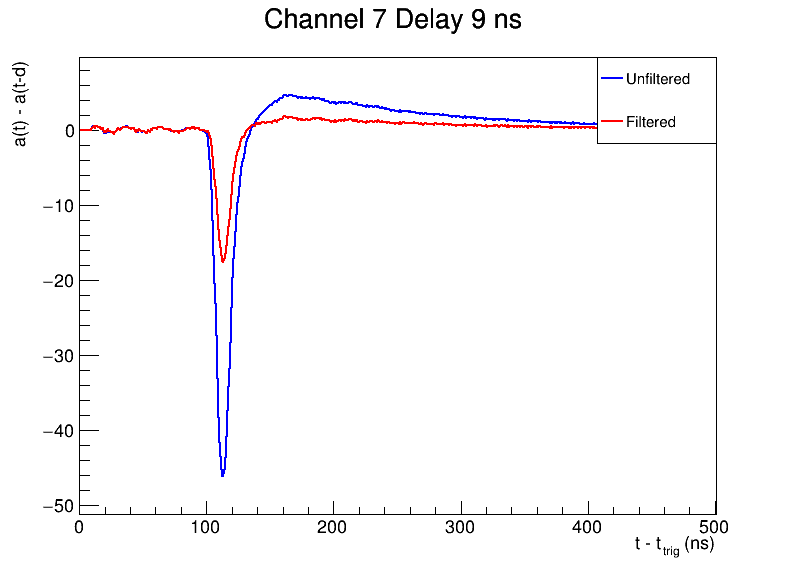 Channel 7 Delay 9 ns
a(t) - a(t-d)
Unfiltered
Filtered
0
−10
−20
−30
−40
−50
0 100 200 300 400 500
t - t_trig (ns)